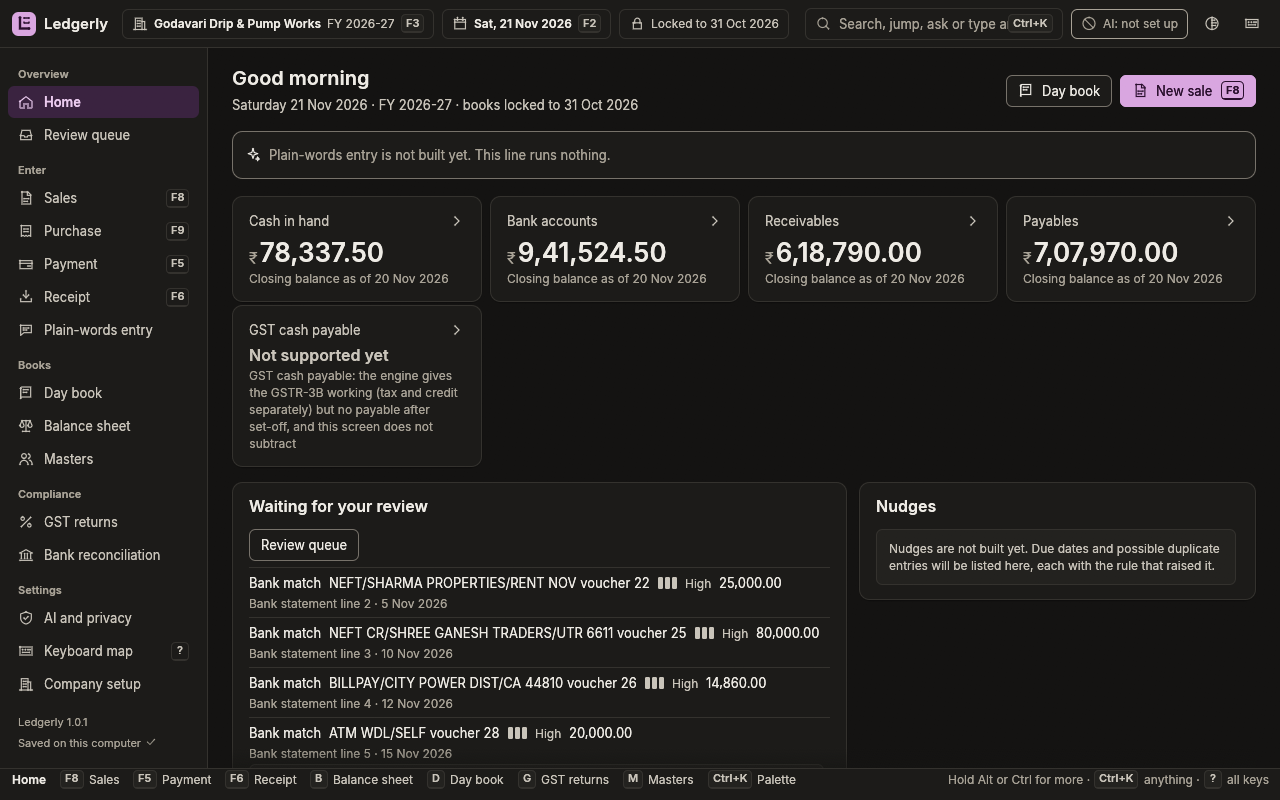 Ledgerly
Godavari Drip & Pump Works FY 2026-27 F3
Sat, 21 Nov 2026 F2
Locked to 31 Oct 2026
Search, jump, ask or type a Ctrl+K
AI: not set up
Overview
Home
Review queue
Enter
Sales F8
Purchase F9
Payment F5
Receipt F6
Plain-words entry
Books
Day book
Balance sheet
Masters
Compliance
GST returns
Bank reconciliation
Settings
AI and privacy
Keyboard map ?
Company setup
Ledgerly 1.0.1
Saved on this computer
Good morning
Saturday 21 Nov 2026 · FY 2026-27 · books locked to 31 Oct 2026
Day book
New sale F8
Plain-words entry is not built yet. This line runs nothing.
Cash in hand
₹78,337.50
Closing balance as of 20 Nov 2026
Bank accounts
₹9,41,524.50
Closing balance as of 20 Nov 2026
Receivables
₹6,18,790.00
Closing balance as of 20 Nov 2026
Payables
₹7,07,970.00
Closing balance as of 20 Nov 2026
GST cash payable
Not supported yet
GST cash payable: the engine gives
the GSTR-3B working (tax and credit
separately) but no payable after
set-off, and this screen does not
subtract
Waiting for your review
Review queue
Bank match NEFT/SHARMA PROPERTIES/RENT NOV voucher 22 High 25,000.00
Bank statement line 2 · 5 Nov 2026
Bank match NEFT CR/SHREE GANESH TRADERS/UTR 6611 voucher 25 High 80,000.00
Bank statement line 3 · 10 Nov 2026
Bank match BILLPAY/CITY POWER DIST/CA 44810 voucher 26 High 14,860.00
Bank statement line 4 · 12 Nov 2026
Bank match ATM WDL/SELF voucher 28 High 20,000.00
Bank statement line 5 · 15 Nov 2026
Nudges
Nudges are not built yet. Due dates and possible duplicate
entries will be listed here, each with the rule that raised it.
Home F8 Sales F5 Payment F6 Receipt B Balance sheet D Day book G GST returns M Masters Ctrl+K Palette
Hold Alt or Ctrl for more · Ctrl+K anything · ? all keys